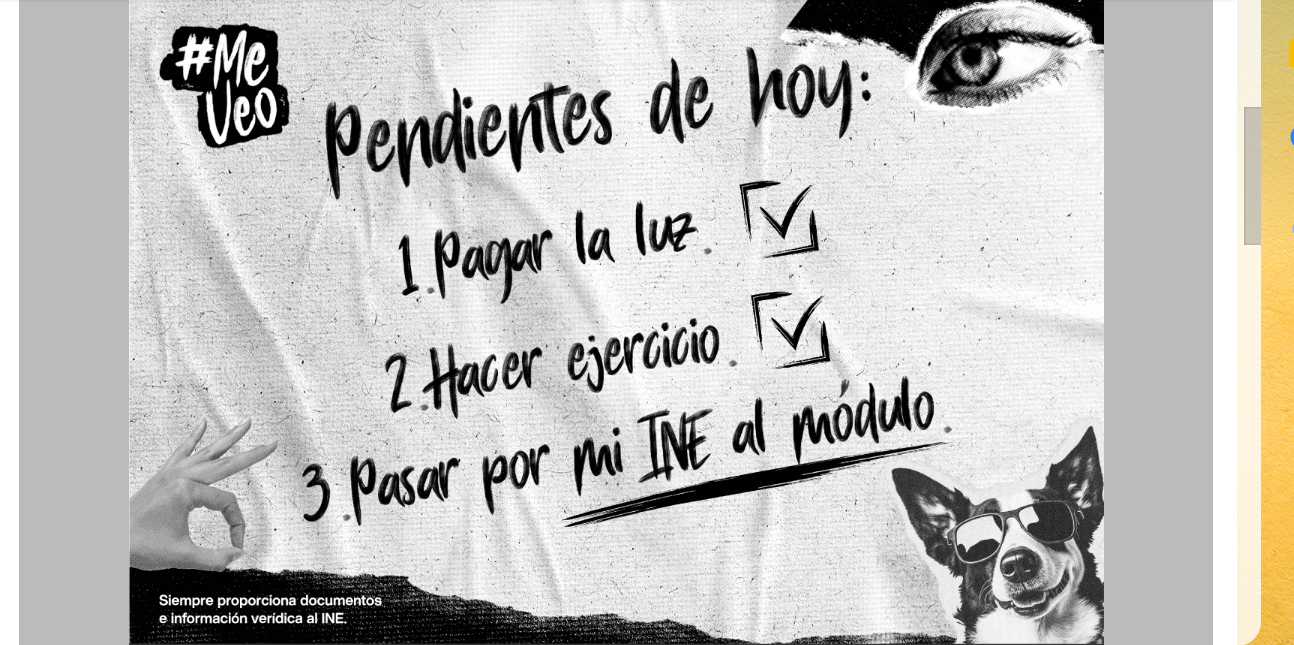 #Me
Veo
Pendientes de hoy:
1.Pagar la luz.
2.Hacer ejercicio.
3.Pasar por mi INE al módulo.
Siempre proporciona documentos
e información verídica al INE.